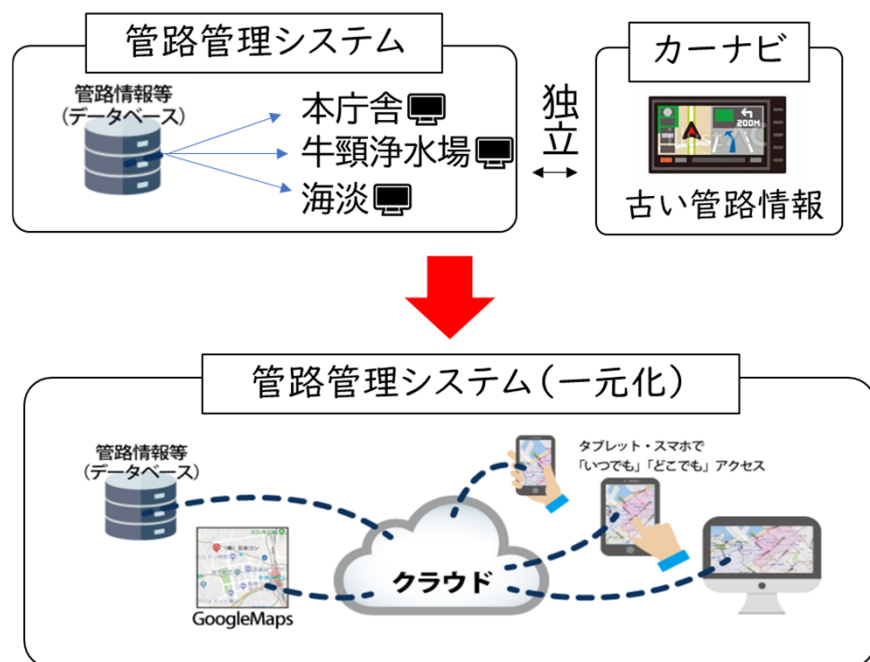 管路管理システム
管路情報等
(データベース)
本庁舎
牛頸浄水場
海淡
独立
カーナビ
200M
古い管路情報
管路管理システム(一元化)
管路情報等
(データベース)
GoogleMaps
クラウド
タブレット・スマホで
「いつでも」「どこでも」アクセス